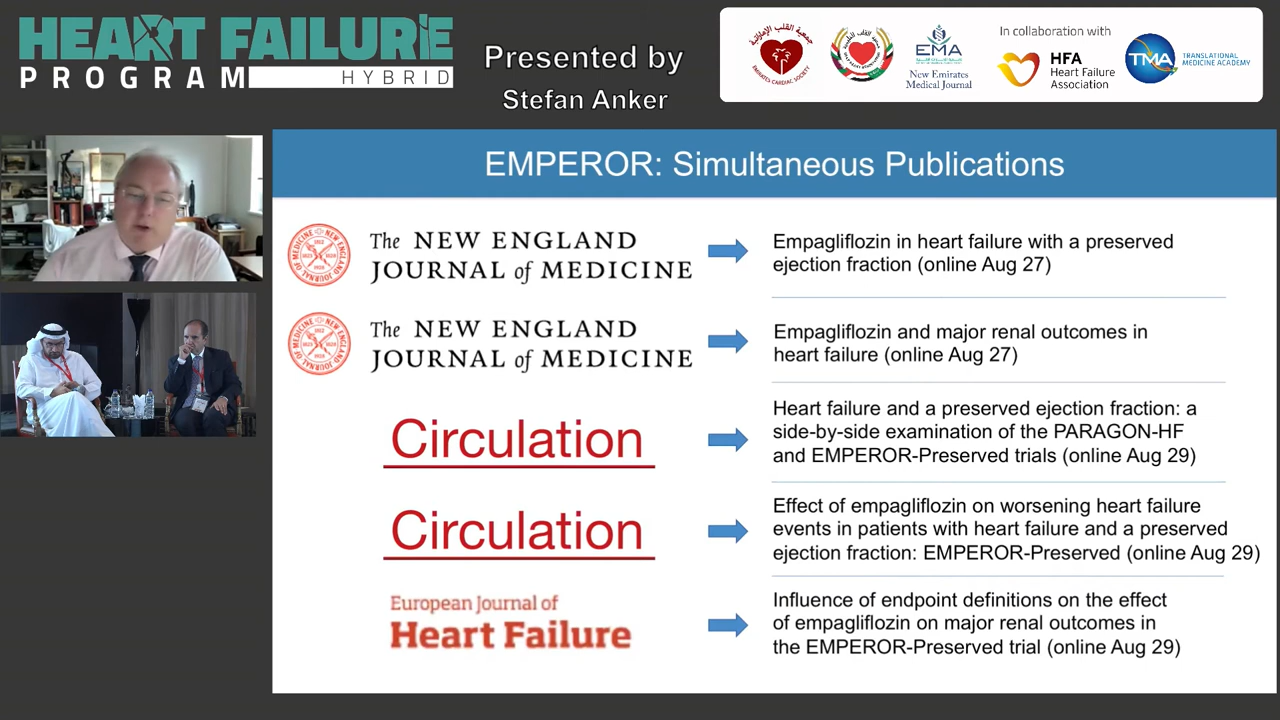 HEART FAILURE
PROGRAM
HYBRID
Presented by
Stefan Anker
EMIRATES CARDIAC SOCIETY
EMA
New Emirates
Medical Journal
In collaboration with
HFA
Heart Failure
Association
TMA
TRANSLATIONAL
MEDICINE ACADEMY
EMPEROR: Simultaneous Publications
The NEW ENGLAND
JOURNAL of MEDICINE
Empagliflozin in heart failure with a preserved
ejection fraction (online Aug 27)
The NEW ENGLAND
JOURNAL of MEDICINE
Empagliflozin and major renal outcomes in
heart failure (online Aug 27)
Circulation
Heart failure and a preserved ejection fraction: a
side-by-side examination of the PARAGON-HF
and EMPEROR-Preserved trials (online Aug 29)
Circulation
Effect of empagliflozin on worsening heart failure
events in patients with heart failure and a preserved
ejection fraction: EMPEROR-Preserved (online Aug 29)
European Journal of
Heart Failure
Influence of endpoint definitions on the effect
of empagliflozin on major renal outcomes in
the EMPEROR-Preserved trial (online Aug 29)